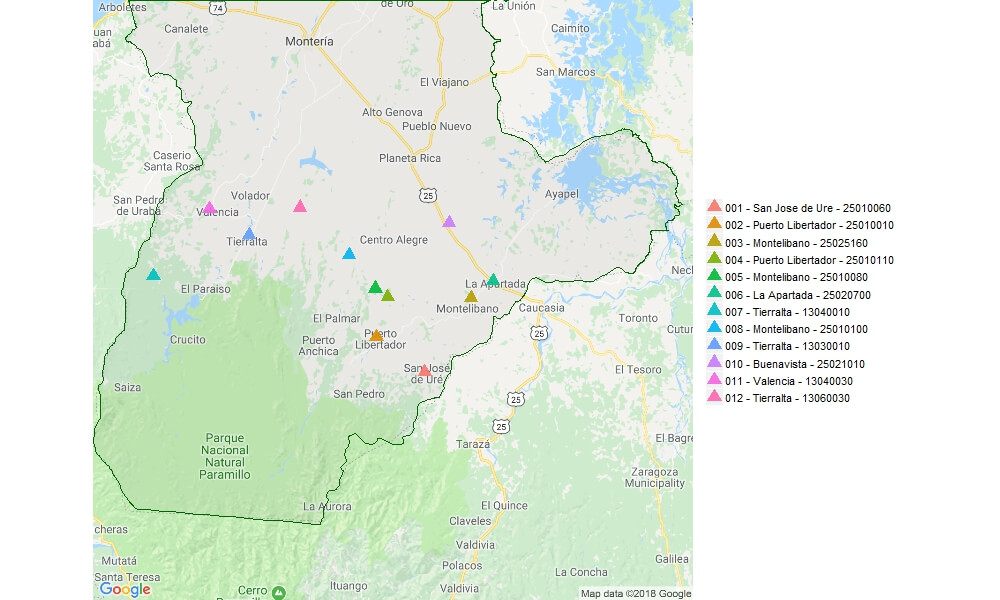 Arboletes
74
de Oro
La Unión
uan
abá
Canalete
Caimito
Montería
San Marcos
El Viajano
Alto Genova
Pueblo Nuevo
Caserio
Santa Rosa
Planeta Rica
San Pedro
de Urabá
Volador
25
Ayapel
Valencia
Tierralta
Centro Alegre
Nech
El Paraiso
La Apartada
Montelibano
Caucasia
El Palmar
Toronto
Crucito
Puerto
Anchica
Puerto
Libertador
25
Cutur
Saiza
San José
de Uré
El Tesoro
San Pedro
25
25
Parque
Nacional
Natural
Paramillo
Tarazá
El Bagre
Zaragoza
Municipality
La Aurora
El Quince
cheras
Claveles
Mutatá
Valdivia
Galilea
Santa Teresa
Polacos
La Concha
Google
Cerro
Ituango
Valdivia
Map data ©2018 Google
001 - San Jose de Ure - 25010060
002 - Puerto Libertador - 25010010
003 - Montelibano - 25025160
004 - Puerto Libertador - 25010110
005 - Montelibano - 25010080
006 - La Apartada - 25020700
007 - Tierralta - 13040010
008 - Montelibano - 25010100
009 - Tierralta - 13030010
010 - Buenavista - 25021010
011 - Valencia - 13040030
012 - Tierralta - 13060030